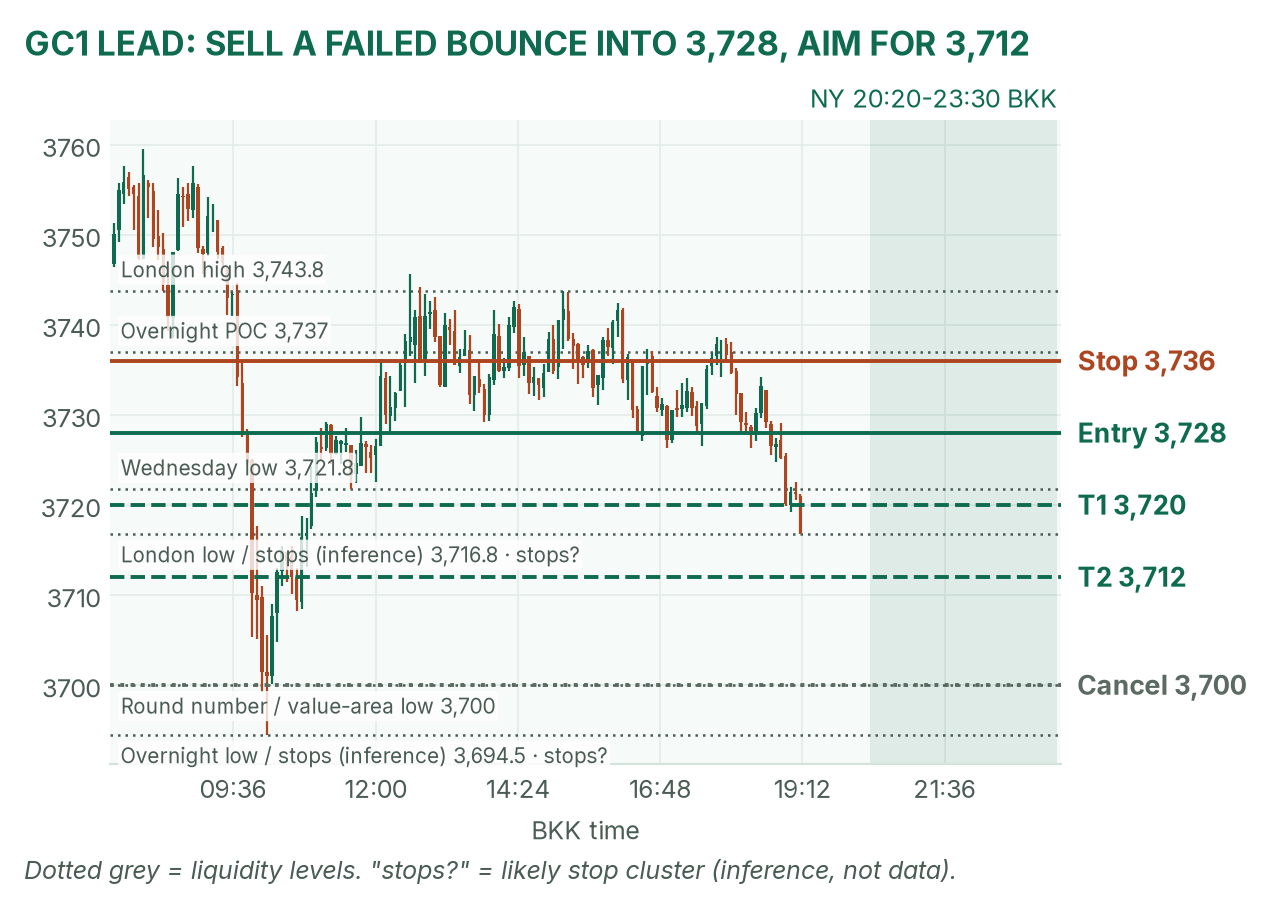 GC1 LEAD: SELL A FAILED BOUNCE INTO 3,728, AIM FOR 3,712
NY 20:20-23:30 BKK
3760
3750
London high 3,743.8
3740
Overnight POC 3,737
Stop 3,736
3730
Entry 3,728
Wednesday low 3,721.8
3720
T1 3,720
London low / stops (inference) 3,716.8 · stops?
T2 3,712
3710
3700
Cancel 3,700
Round number / value-area low 3,700
Overnight low / stops (inference) 3,694.5 · stops?
09:36
12:00
14:24
16:48
19:12
21:36
BKK time
Dotted grey = liquidity levels. "stops?" = likely stop cluster (inference, not data).